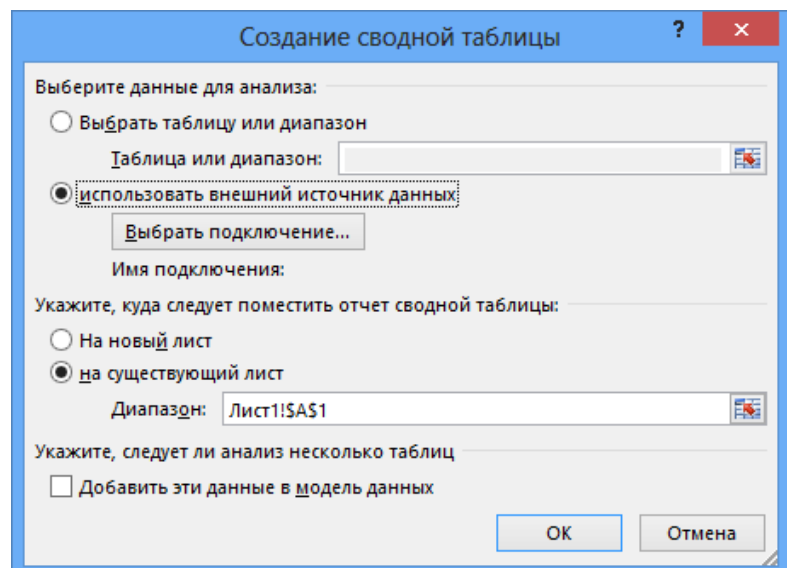 Создание сводной таблицы ? ×
Выберите данные для анализа:
Выбрать таблицу или диапазон
Таблица или диапазон:
использовать внешний источник данных
Выбрать подключение...
Имя подключения:
Укажите, куда следует поместить отчет сводной таблицы:
На новый лист
на существующий лист
Диапазон: Лист1!$A$1
Укажите, следует ли анализ несколько таблиц
Добавить эти данные в модель данных
ОК Отмена